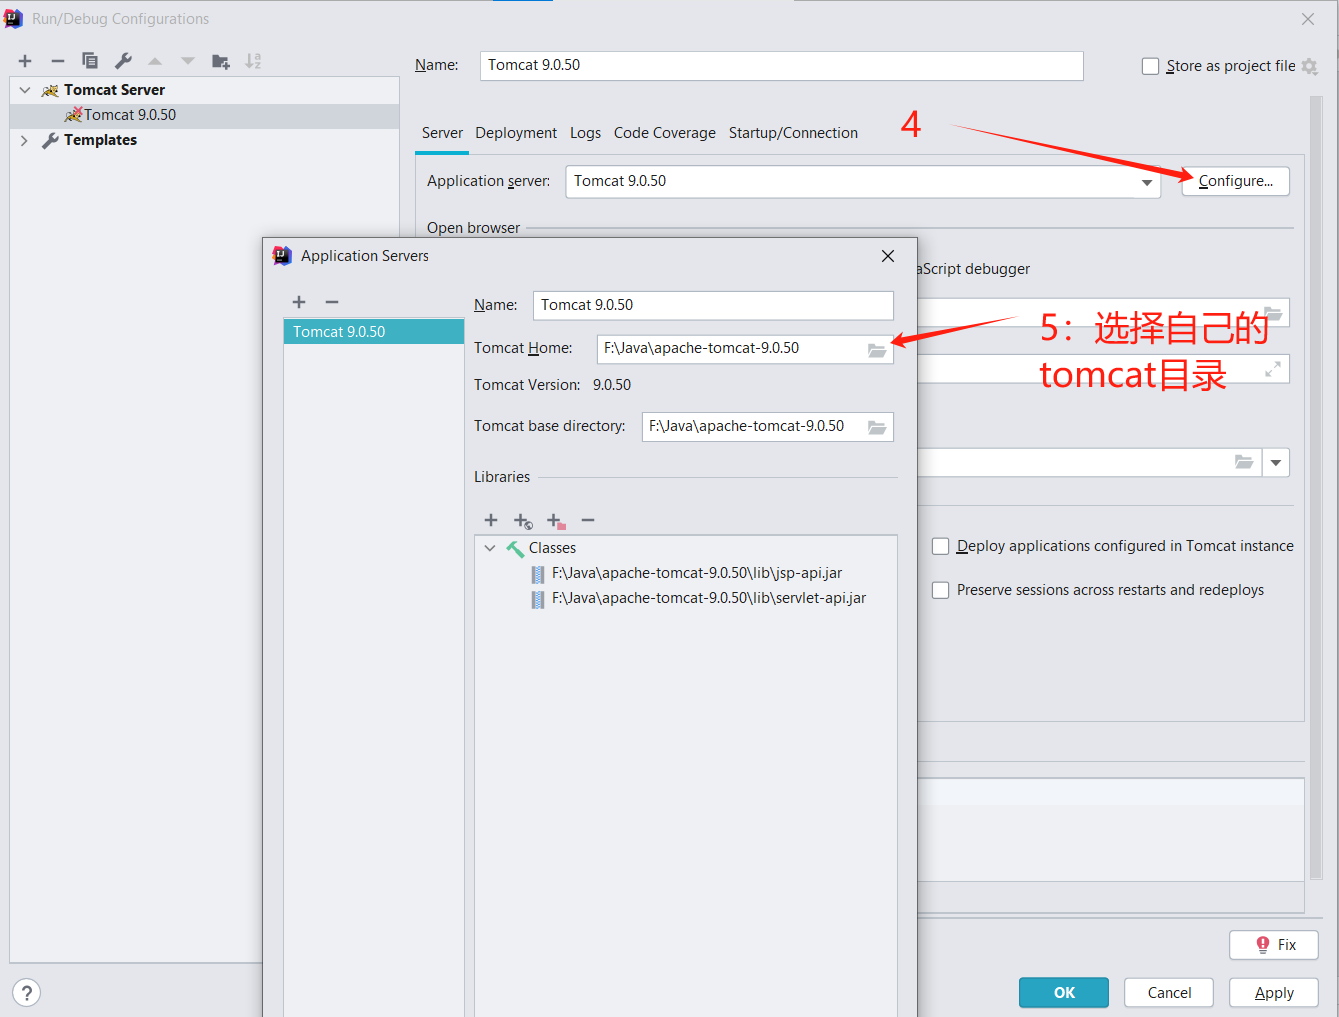 Run/Debug Configurations
Name: Tomcat 9.0.50
Store as project file
Tomcat Server
Tomcat 9.0.50
Templates
Server Deployment Logs Code Coverage Startup/Connection
4
Application server: Tomcat 9.0.50
Configure...
Open browser
aScript debugger
Application Servers
Tomcat 9.0.50
Name: Tomcat 9.0.50
Tomcat Home: F:\Java\apache-tomcat-9.0.50
Tomcat Version: 9.0.50
Tomcat base directory: F:\Java\apache-tomcat-9.0.50
Libraries
Classes
F:\Java\apache-tomcat-9.0.50\lib\jsp-api.jar
F:\Java\apache-tomcat-9.0.50\lib\servlet-api.jar
5：选择自己的
tomcat目录
Deploy applications configured in Tomcat instance
Preserve sessions across restarts and redeploys
Fix
OK Cancel Apply